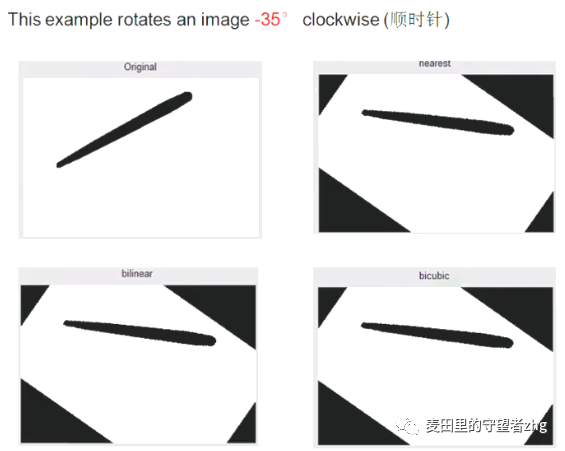 This example rotates an image -35° clockwise (顺时针)
Original
nearest
bilinear
bicubic
麦田里的守望者zhg